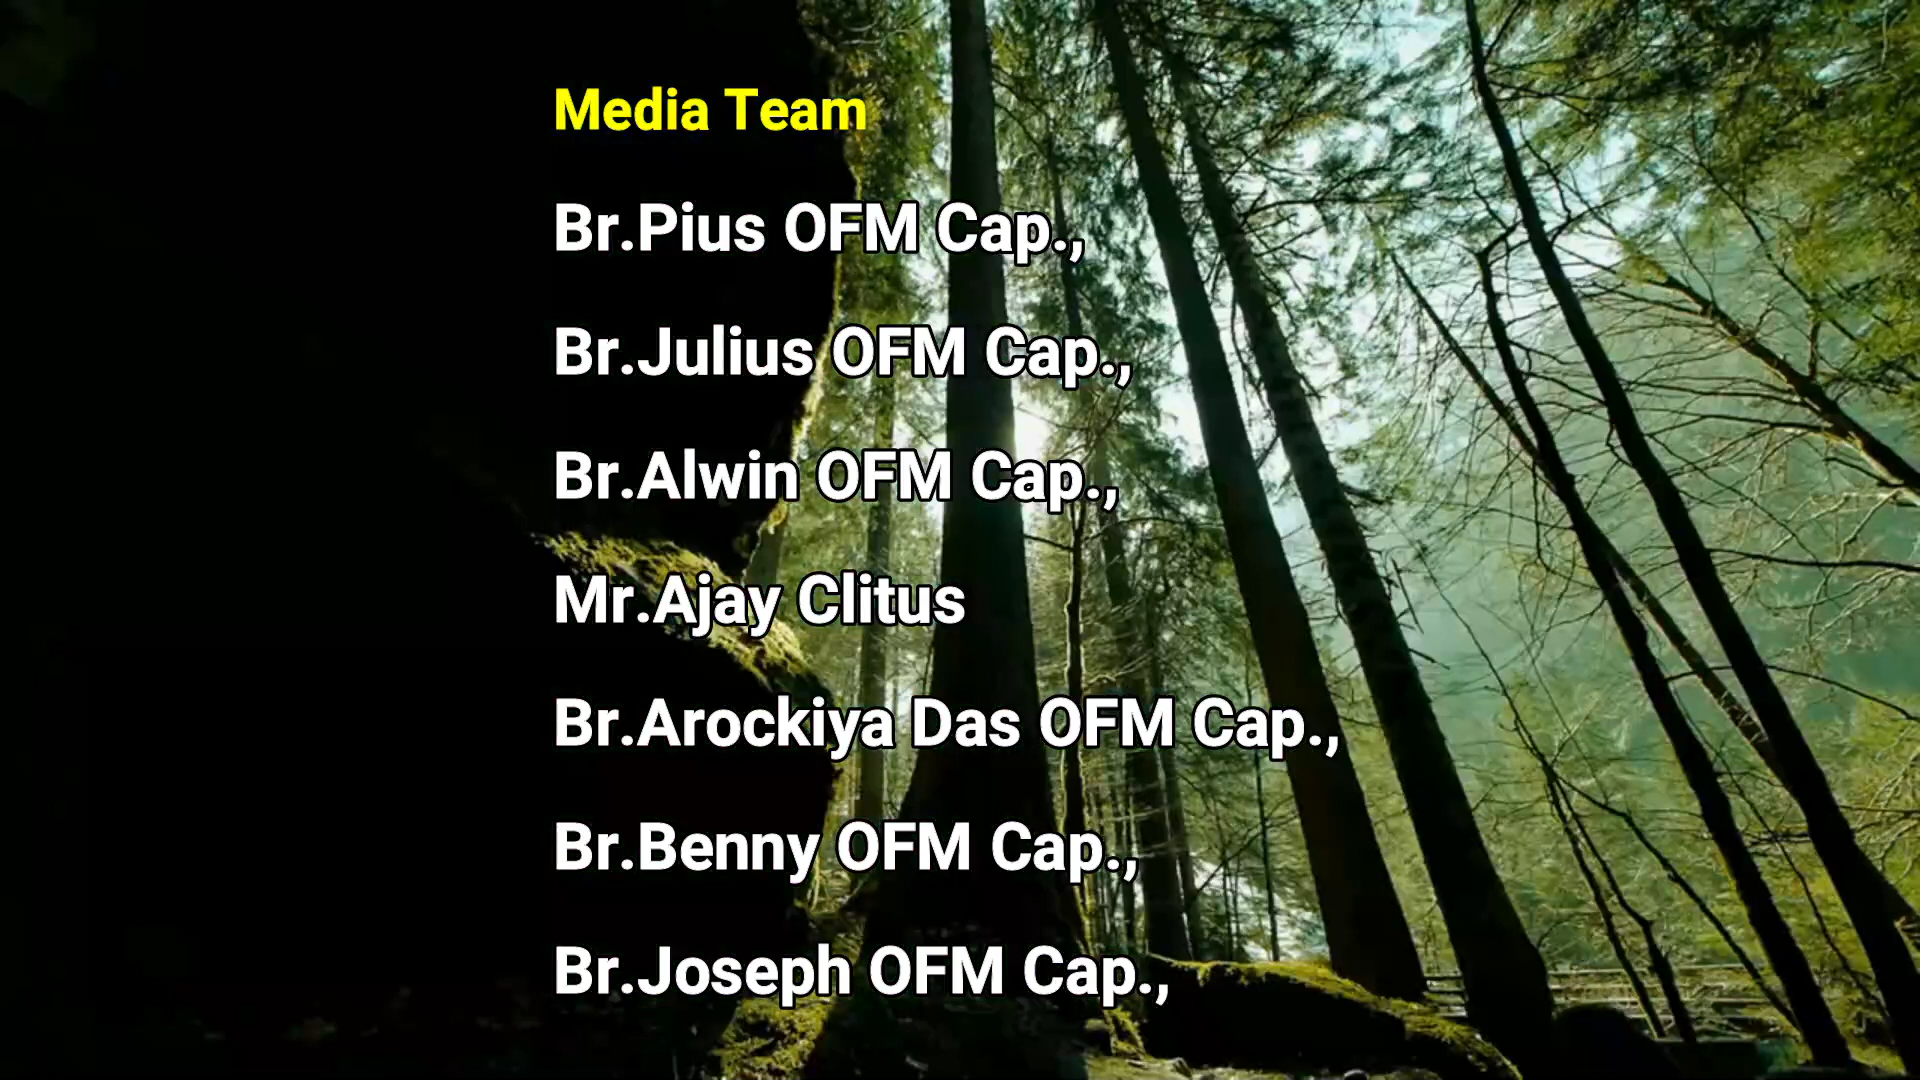 Media Team
Br.Pius OFM Cap.,
Br.Julius OFM Cap.,
Br.Alwin OFM Cap.,
Mr.Ajay Clitus
Br.Arockiya Das OFM Cap.,
Br.Benny OFM Cap.,
Br.Joseph OFM Cap.,